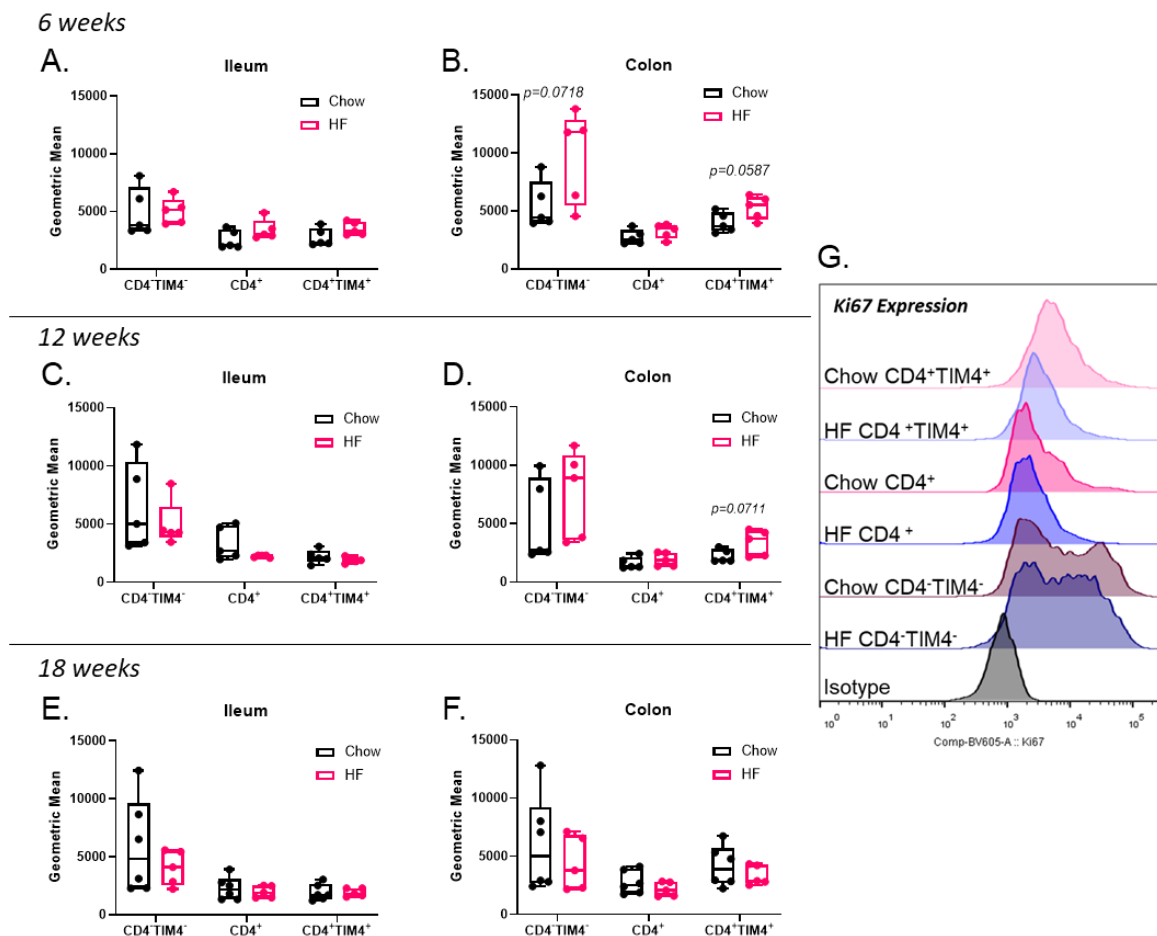 6 weeks
A.
Ileum
Geometric Mean
15000
10000
5000
0
Chow
HF
CD4⁻TIM4⁻
CD4⁺
CD4⁺TIM4⁺
B.
Colon
Geometric Mean
15000
10000
5000
0
p=0.0718
p=0.0587
Chow
HF
CD4⁻TIM4⁻
CD4⁺
CD4⁺TIM4⁺
12 weeks
C.
Ileum
Geometric Mean
15000
10000
5000
0
Chow
HF
CD4⁻TIM4⁻
CD4⁺
CD4⁺TIM4⁺
D.
Colon
Geometric Mean
15000
10000
5000
0
p=0.0711
Chow
HF
CD4⁻TIM4⁻
CD4⁺
CD4⁺TIM4⁺
18 weeks
E.
Ileum
Geometric Mean
15000
10000
5000
0
Chow
HF
CD4⁻TIM4⁻
CD4⁺
CD4⁺TIM4⁺
F.
Colon
Geometric Mean
15000
10000
5000
0
Chow
HF
CD4⁻TIM4⁻
CD4⁺
CD4⁺TIM4⁺
G.
Ki67 Expression
Chow CD4⁺TIM4⁺
HF CD4 ⁺TIM4⁺
Chow CD4⁺
HF CD4 ⁺
Chow CD4⁻TIM4⁻
HF CD4⁻TIM4⁻
Isotype
10⁰ 10¹ 10² 10³ 10⁴ 10⁵
Comp-BV605-A :: Ki67